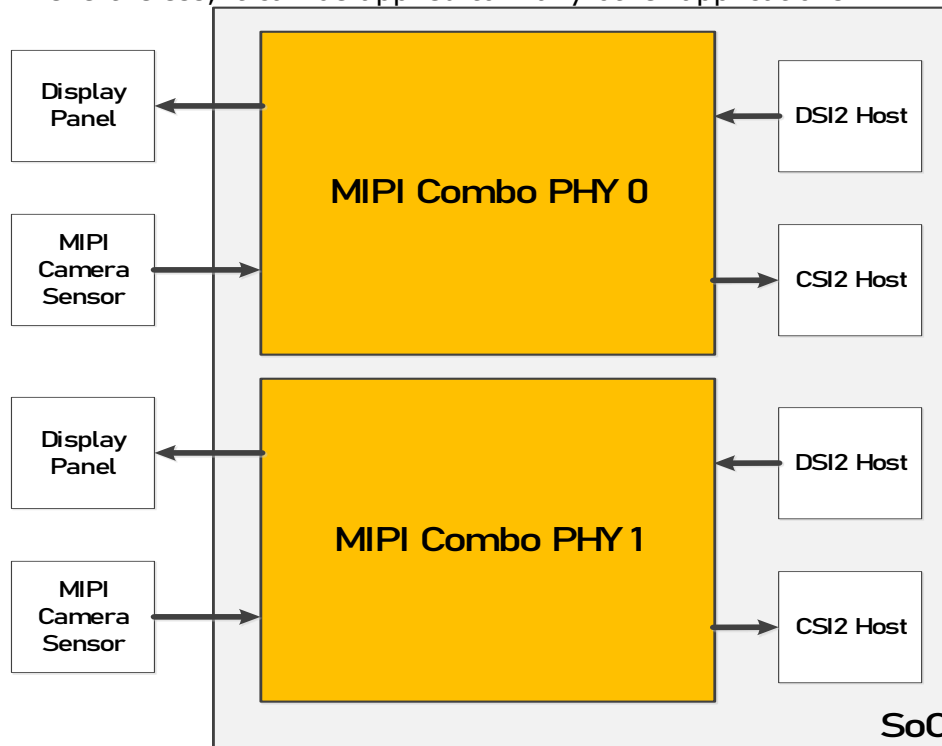 Display
Panel
MIPI Combo PHY 0
DSI2 Host
MIPI
Camera
Sensor
CSI2 Host
Display
Panel
MIPI Combo PHY 1
DSI2 Host
MIPI
Camera
Sensor
CSI2 Host
SoC